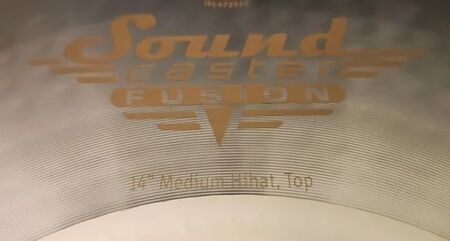 Sound
caster
FUSION
14" Medium Hihat, Top